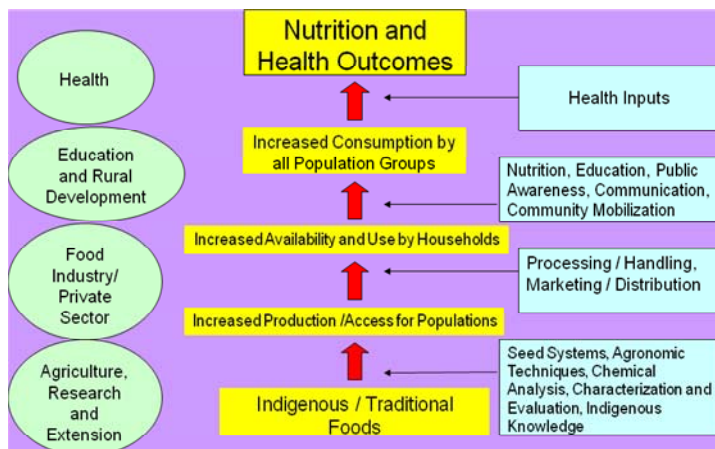 Nutrition and
Health Outcomes
Health
Health Inputs
Increased Consumption by
all Population Groups
Education
and Rural
Development
Nutrition, Education, Public
Awareness, Communication,
Community Mobilization
Increased Availability and Use by Households
Food
Industry/
Private
Sector
Processing / Handling,
Marketing / Distribution
Increased Production /Access for Populations
Agriculture,
Research
and
Extension
Seed Systems, Agronomic
Techniques, Chemical
Analysis, Characterization and
Evaluation, Indigenous
Knowledge
Indigenous / Traditional
Foods